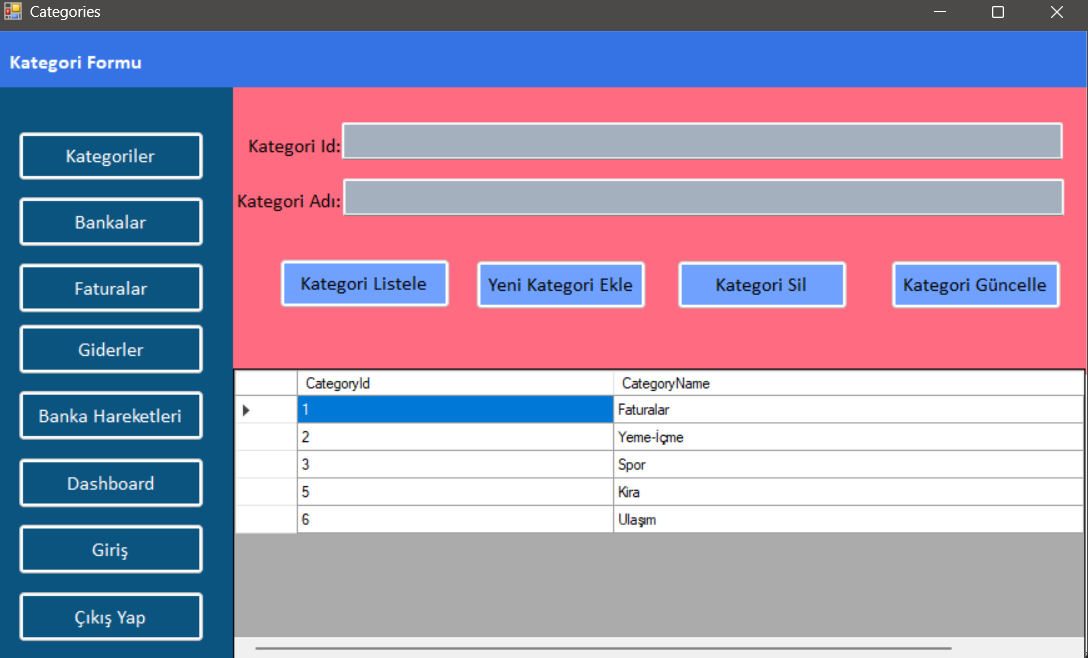 Categories
Kategori Formu
Kategoriler
Bankalar
Faturalar
Giderler
Banka Hareketleri
Dashboard
Giriş
Çıkış Yap
Kategori Id:
Kategori Adı:
Kategori Listele Yeni Kategori Ekle Kategori Sil Kategori Güncelle
CategoryId CategoryName
1 Faturalar
2 Yeme-İçme
3 Spor
5 Kira
6 Ulaşım